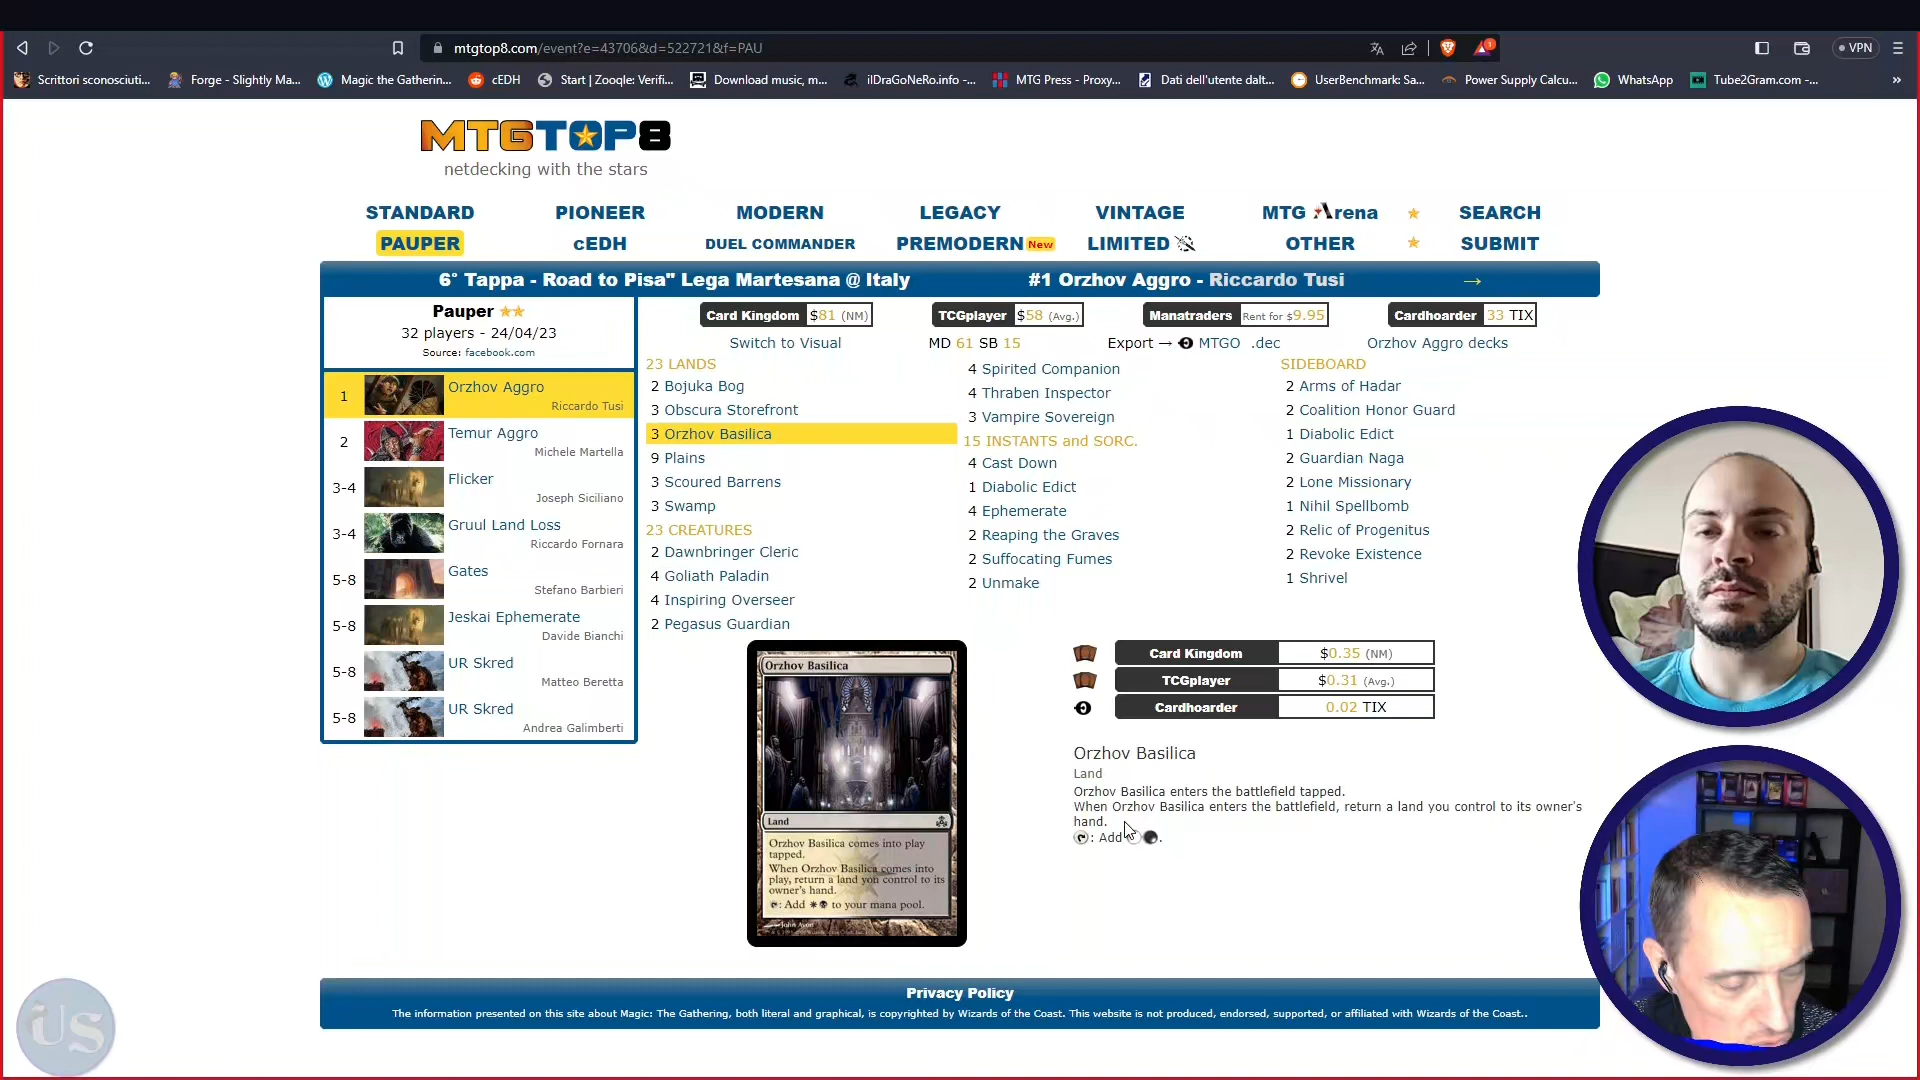 mtgtop8.com/event?e=43706&d=522721&f=PAU
1
VPN
Scrittori sconosciuti...
Forge - Slightly Ma...
Magic the Gatherin...
cEDH
Start | Zooqle: Verifi...
Download music, m...
ilDraGoNeRo.info -...
MTG Press - Proxy...
Dati dell'utente dalt...
UserBenchmark: Sa...
Power Supply Calcu...
WhatsApp
Tube2Gram.com -...
»
MTGTOP8
netdecking with the stars
STANDARD PIONEER MODERN LEGACY VINTAGE MTG Arena SEARCH
PAUPER cEDH DUEL COMMANDER PREMODERN New LIMITED OTHER SUBMIT
6° Tappa - Road to Pisa" Lega Martesana @ Italy #1 Orzhov Aggro - Riccardo Tusi →
Pauper
32 players - 24/04/23
Source: facebook.com
1 Orzhov Aggro
Riccardo Tusi
2 Temur Aggro
Michele Martella
3-4 Flicker
Joseph Siciliano
3-4 Gruul Land Loss
Riccardo Fornara
5-8 Gates
Stefano Barbieri
5-8 Jeskai Ephemerate
Davide Bianchi
5-8 UR Skred
Matteo Beretta
5-8 UR Skred
Andrea Galimberti
Card Kingdom $81 (NM)
TCGplayer $58 (Avg.)
Manatraders Rent for $9.95
Cardhoarder 33 TIX
Switch to Visual
MD 61 SB 15
Export → MTGO .dec
Orzhov Aggro decks
23 LANDS
2 Bojuka Bog
3 Obscura Storefront
3 Orzhov Basilica
9 Plains
3 Scoured Barrens
3 Swamp
23 CREATURES
2 Dawnbringer Cleric
4 Goliath Paladin
4 Inspiring Overseer
2 Pegasus Guardian
4 Spirited Companion
4 Thraben Inspector
3 Vampire Sovereign
15 INSTANTS and SORC.
4 Cast Down
1 Diabolic Edict
4 Ephemerate
2 Reaping the Graves
2 Suffocating Fumes
2 Unmake
SIDEBOARD
2 Arms of Hadar
2 Coalition Honor Guard
1 Diabolic Edict
2 Guardian Naga
2 Lone Missionary
1 Nihil Spellbomb
2 Relic of Progenitus
2 Revoke Existence
1 Shrivel
Orzhov Basilica
Land
Orzhov Basilica comes into play
tapped.
When Orzhov Basilica comes into
play, return a land you control to its
owner's hand.
: Add to your mana pool.
John Avon
Card Kingdom $0.35 (NM)
TCGplayer $0.31 (Avg.)
Cardhoarder 0.02 TIX
Orzhov Basilica
Land
Orzhov Basilica enters the battlefield tapped.
When Orzhov Basilica enters the battlefield, return a land you control to its owner's
hand.
: Add .
Privacy Policy
The information presented on this site about Magic: The Gathering, both literal and graphical, is copyrighted by Wizards of the Coast. This website is not produced, endorsed, supported, or affiliated with Wizards of the Coast..
US